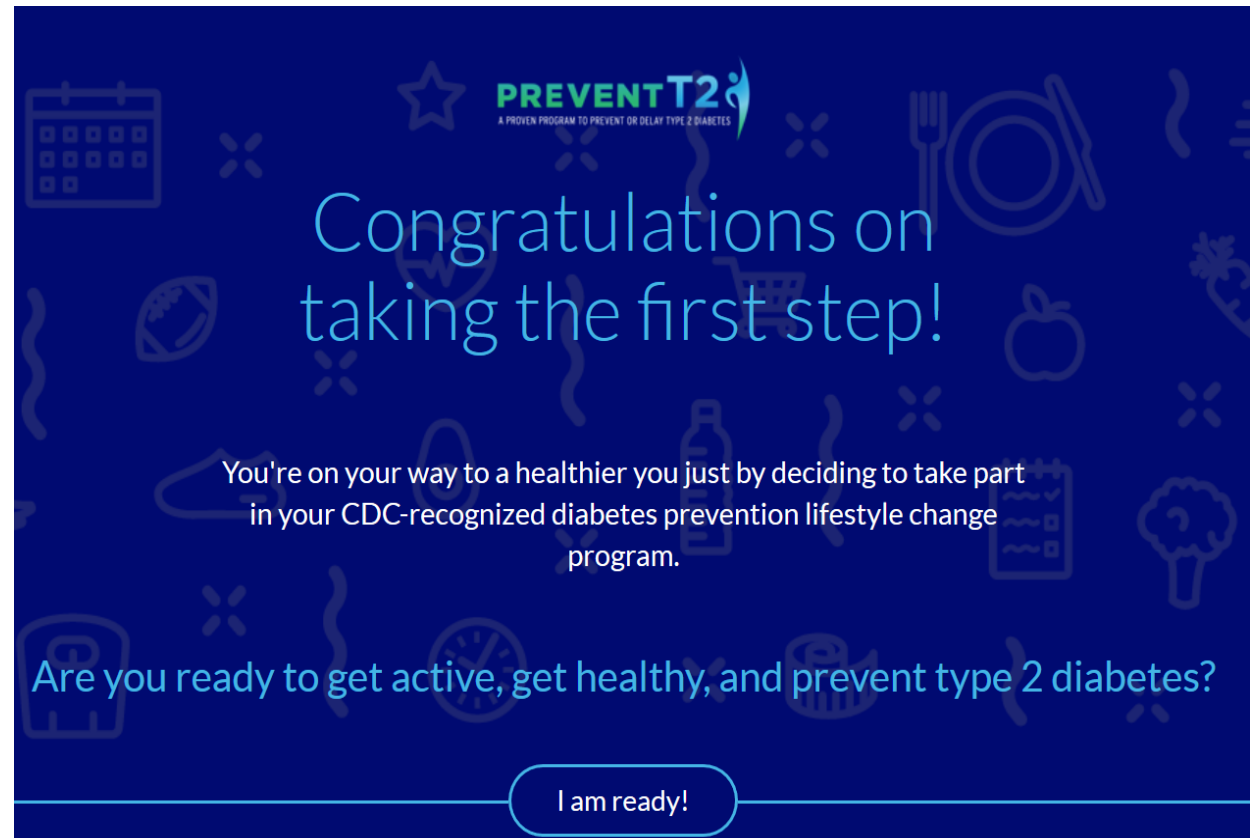 PREVENT T2
A PROVEN PROGRAM TO PREVENT OR DELAY TYPE 2 DIABETES
Congratulations on
taking the first step!
You're on your way to a healthier you just by deciding to take part
in your CDC-recognized diabetes prevention lifestyle change
program.
Are you ready to get active, get healthy, and prevent type 2 diabetes?
I am ready!